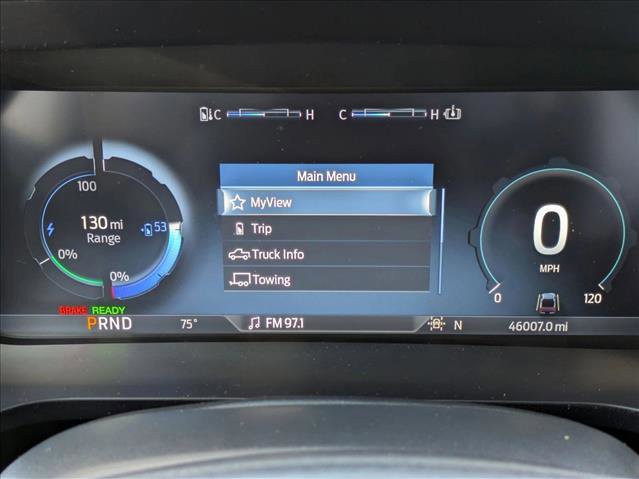 C H C H
Main Menu
MyView
Trip
Truck Info
Towing
100
130 mi
Range
53
0%
0%
0
MPH
0 120
BRAKE READY
PRND 75° FM 97.1 N 46007.0 mi